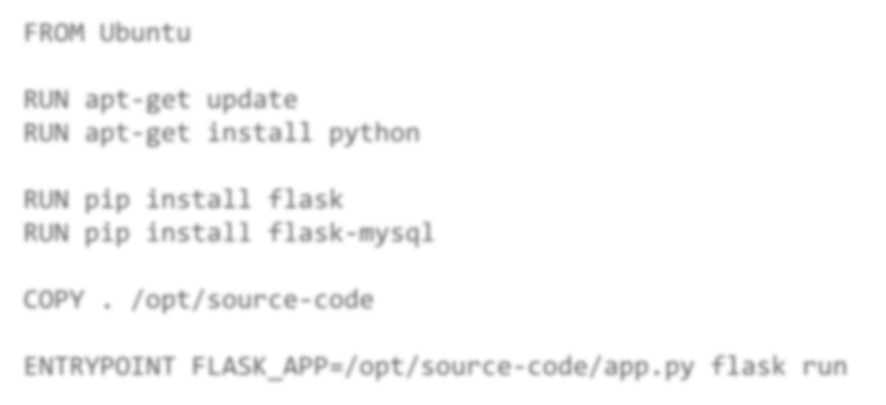 FROM Ubuntu
RUN apt-get update
RUN apt-get install python
RUN pip install flask
RUN pip install flask-mysql
COPY . /opt/source-code
ENTRYPOINT FLASK_APP=/opt/source-code/app.py flask run